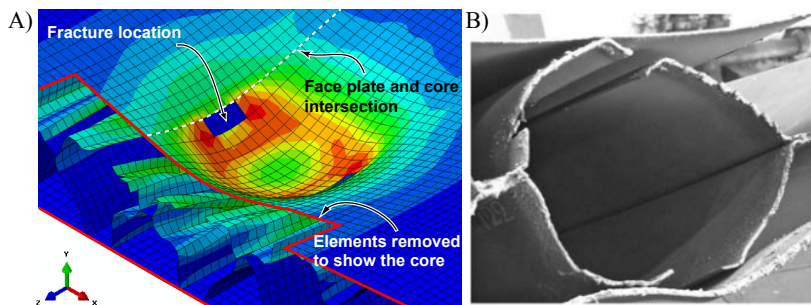 A)
Fracture location
Face plate and core
intersection
Elements removed
to show the core
Y
Z
X
B)